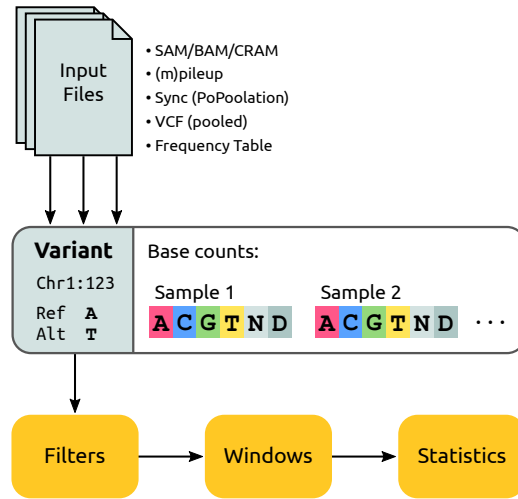 Input
Files
• SAM/BAM/CRAM
• (m)pileup
• Sync (PoPoolation)
• VCF (pooled)
• Frequency Table
Variant
Chr1:123
Ref A
Alt T
Base counts:
Sample 1
A C G T N D
Sample 2
A C G T N D
...
Filters
Windows
Statistics